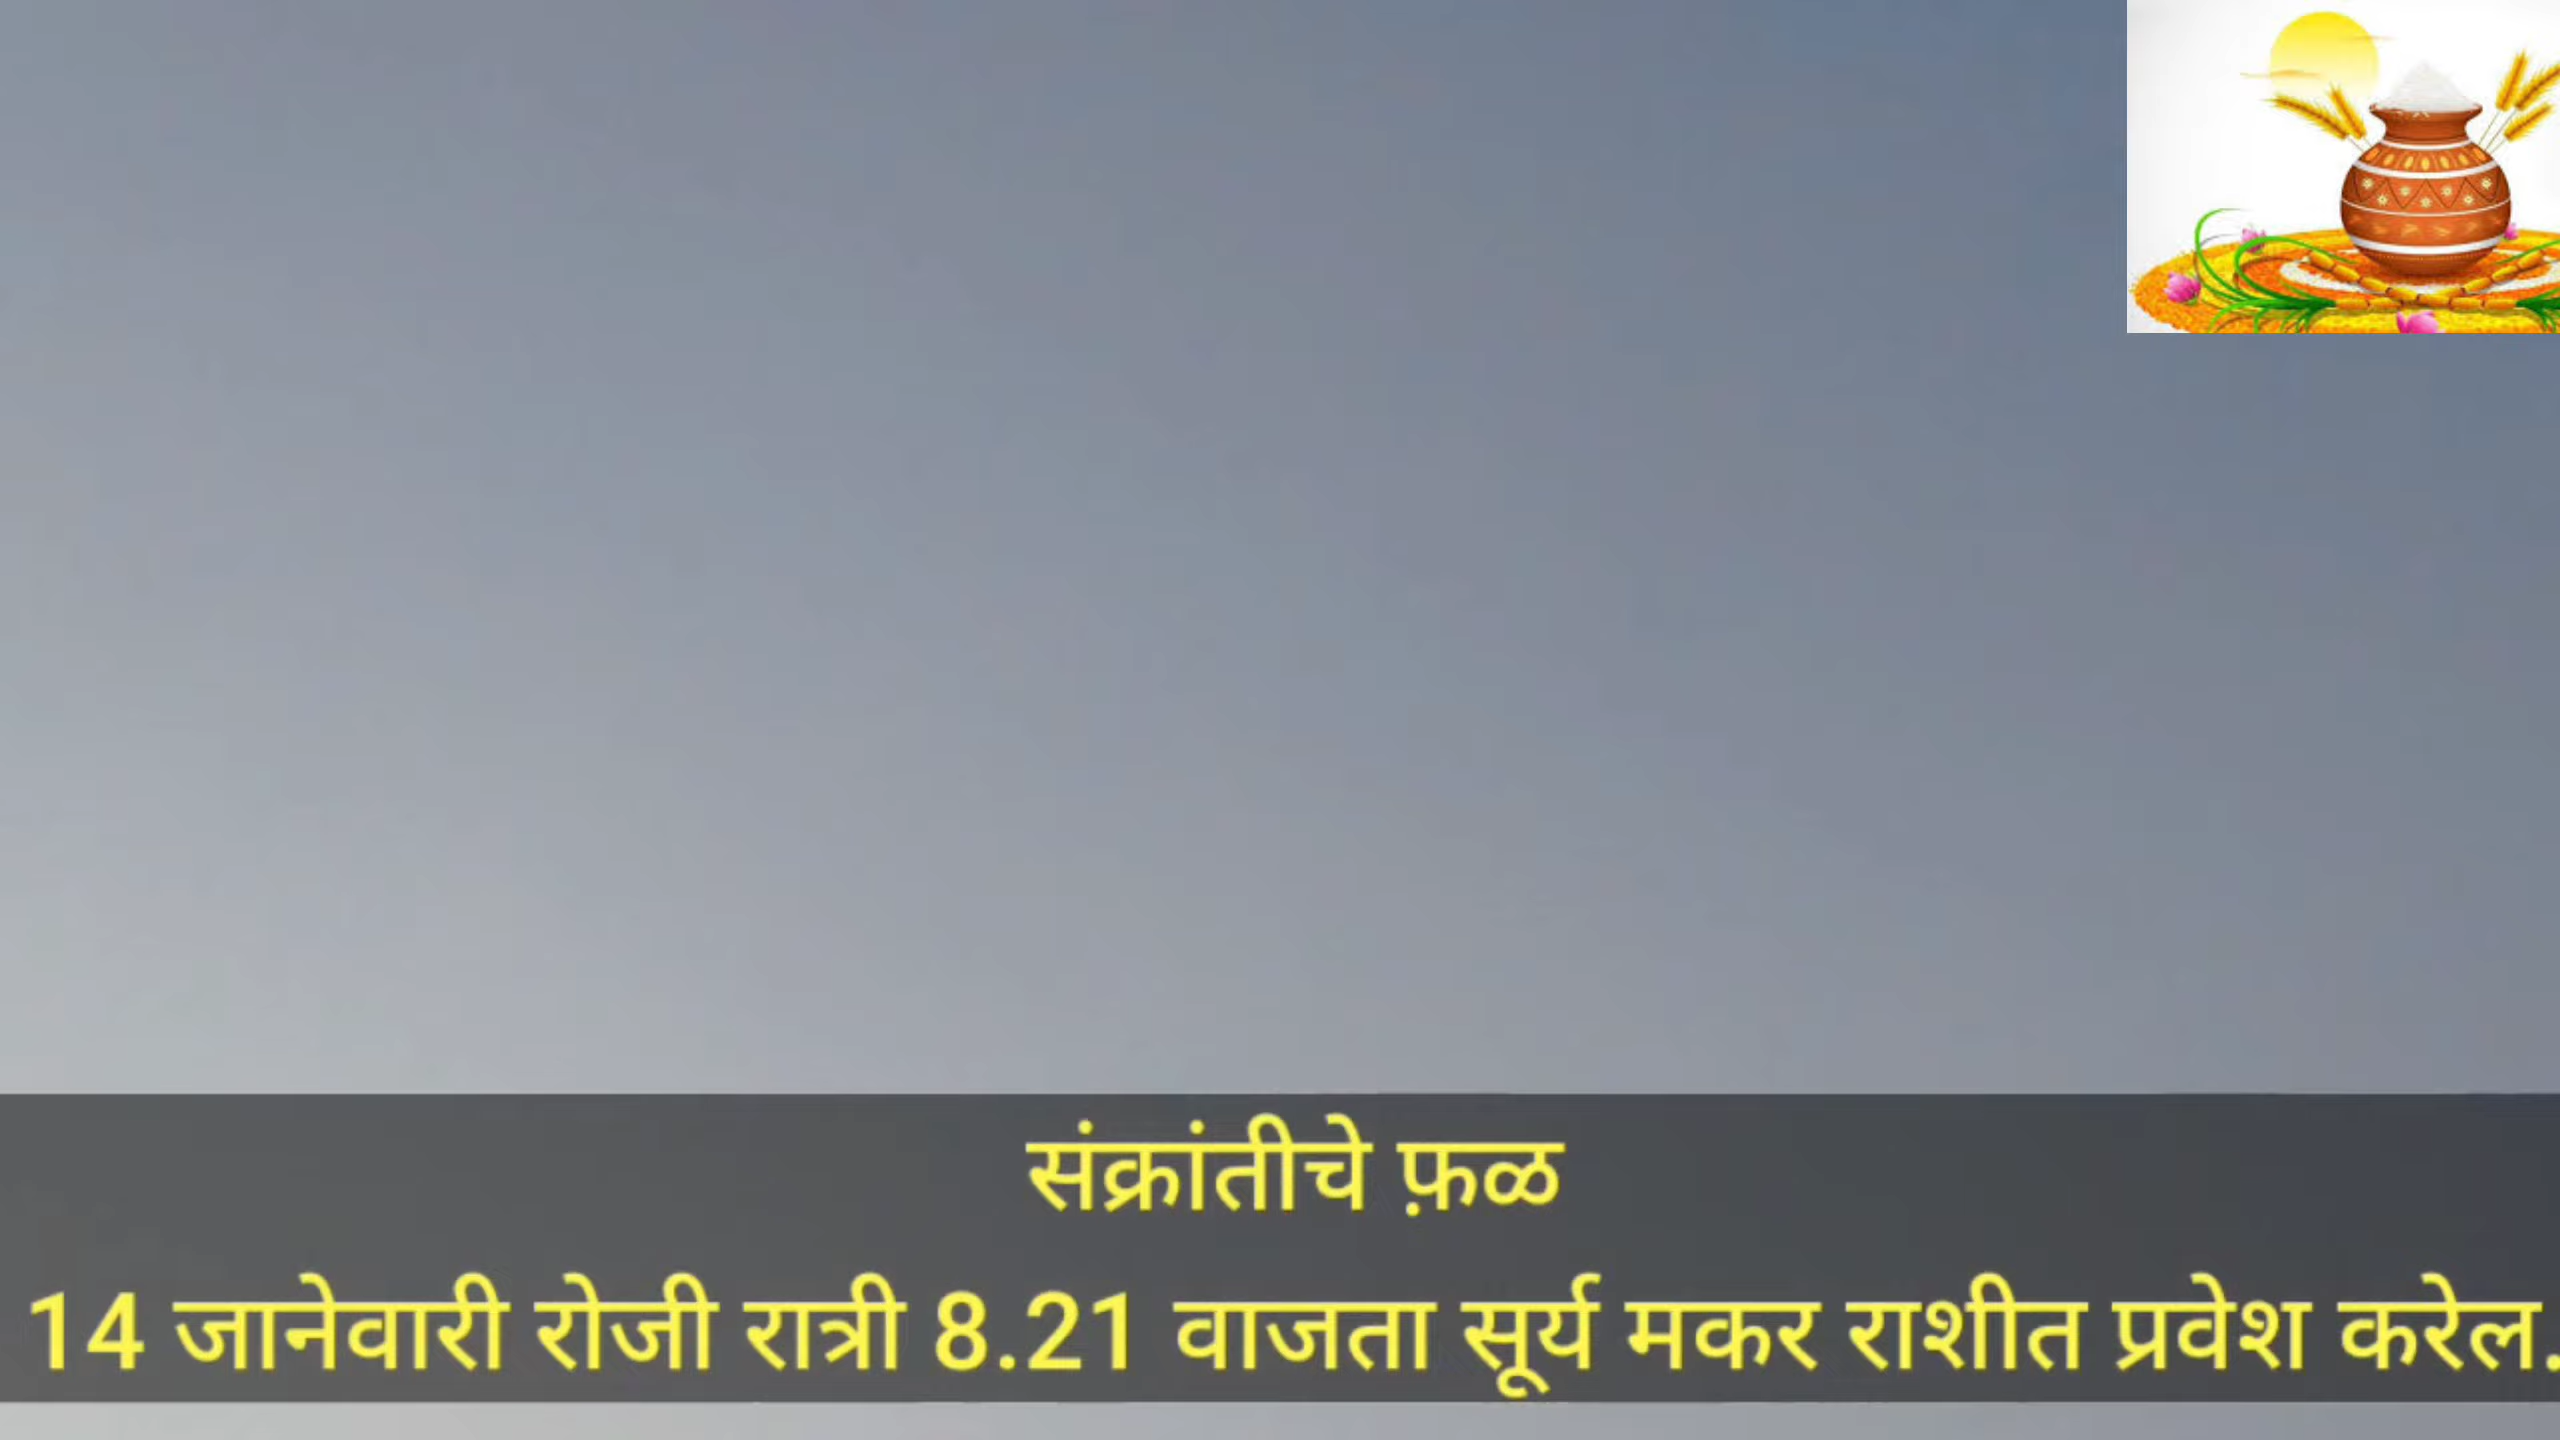 संक्रांतीचे फ़ळ
14 जानेवारी रोजी रात्री 8.21 वाजता सूर्य मकर राशीत प्रवेश करेल.